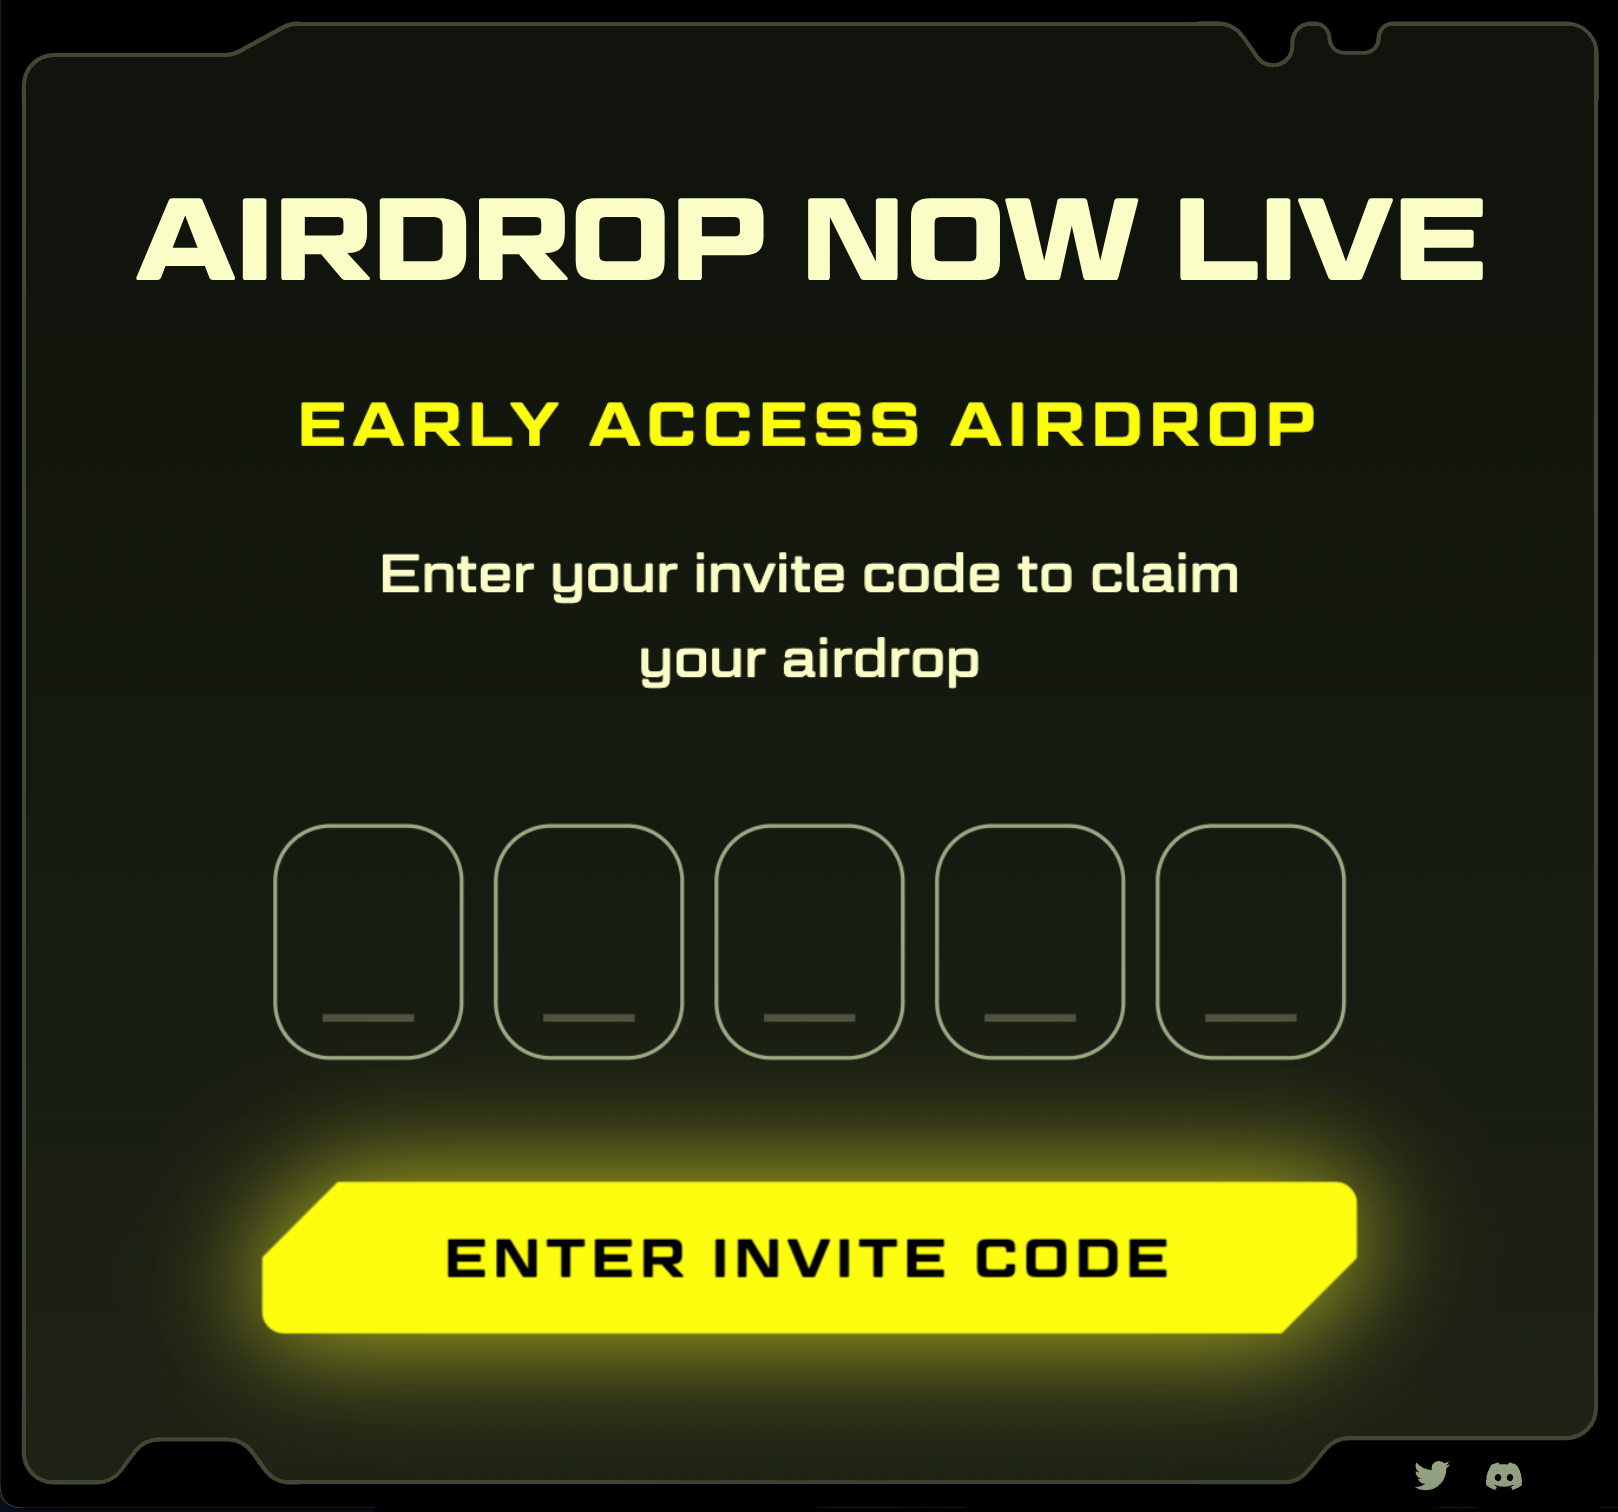 AIRDROP NOW LIVE
EARLY ACCESS AIRDROP
Enter your invite code to claim
your airdrop
ENTER INVITE CODE